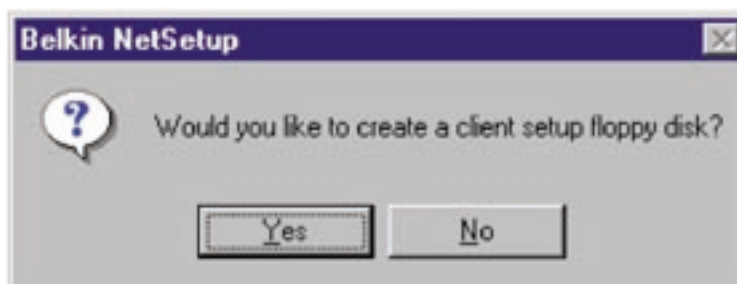 Belkin NetSetup
Would you like to create a client setup floppy disk?
Yes
No